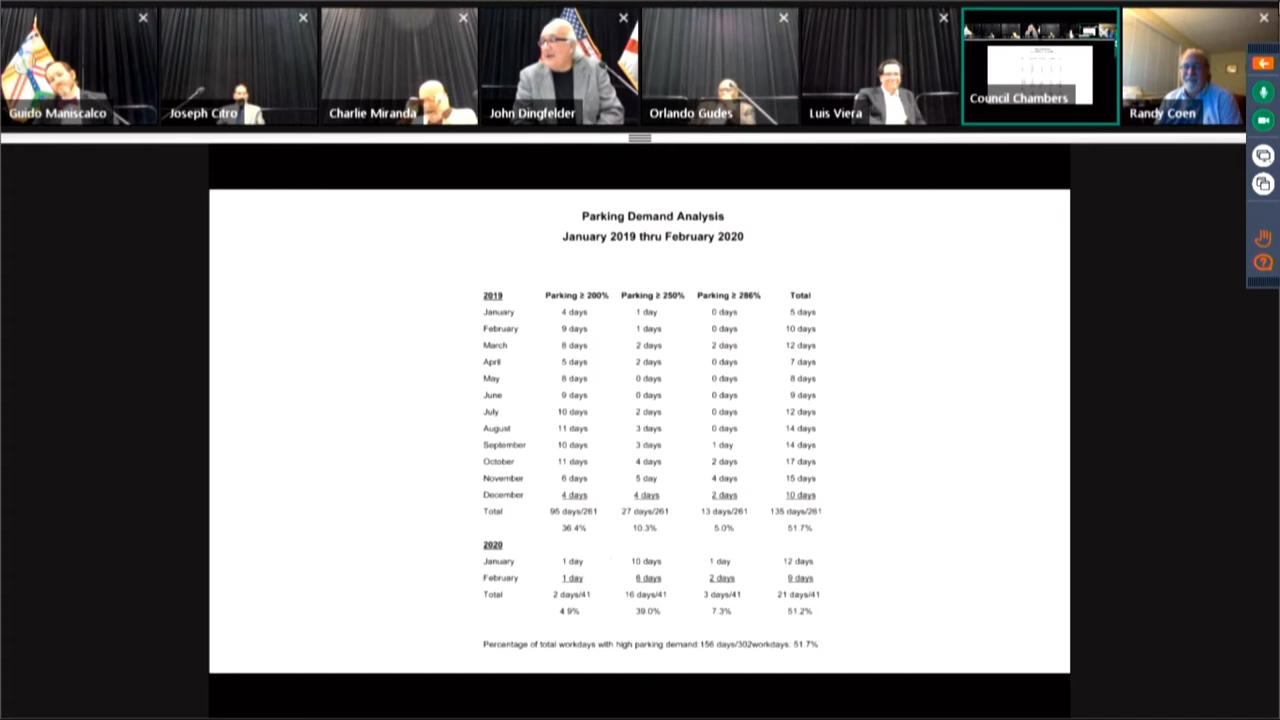 Guido Maniscalco
Joseph Citro
Charlie Miranda
John Dingfelder
Orlando Gudes
Luis Viera
Council Chambers
Randy Coen
Parking Demand Analysis
January 2019 thru February 2020
2019 Parking ≥ 200% Parking ≥ 250% Parking ≥ 286% Total
January 4 days 1 day 0 days 5 days
February 9 days 1 days 0 days 10 days
March 8 days 2 days 2 days 12 days
April 5 days 2 days 0 days 7 days
May 8 days 0 days 0 days 8 days
June 9 days 0 days 0 days 9 days
July 10 days 2 days 0 days 12 days
August 11 days 3 days 0 days 14 days
September 10 days 3 days 1 day 14 days
October 11 days 4 days 2 days 17 days
November 6 days 5 day 4 days 15 days
December 4 days 4 days 2 days 10 days
Total 95 days/261 27 days/261 13 days/261 135 days/261
36.4% 10.3% 5.0% 51.7%
2020
January 1 day 10 days 1 day 12 days
February 1 day 6 days 2 days 9 days
Total 2 days/41 16 days/41 3 days/41 21 days/41
4.9% 39.0% 7.3% 51.2%
Percentage of total workdays with high parking demand: 156 days/302workdays: 51.7%